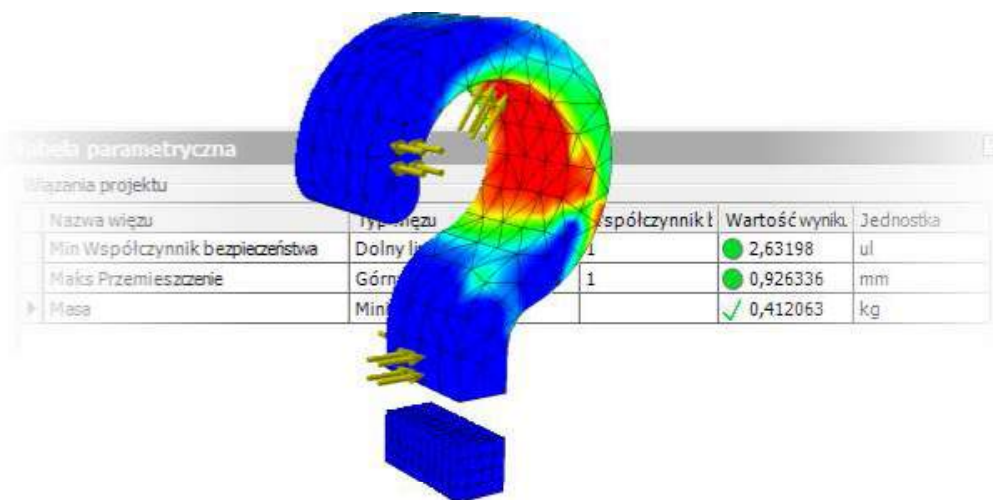 Tabela parametryczna
Wiązania projektu
Nazwa więzu Typ więzu spółczynnik b Wartość wyniku Jednostka
Min Współczynnik bezpieczeństwa Dolny li 1 2,63198 ul
Maks Przemieszczenie Górn 1 0,926336 mm
Masa Mini 0,412063 kg